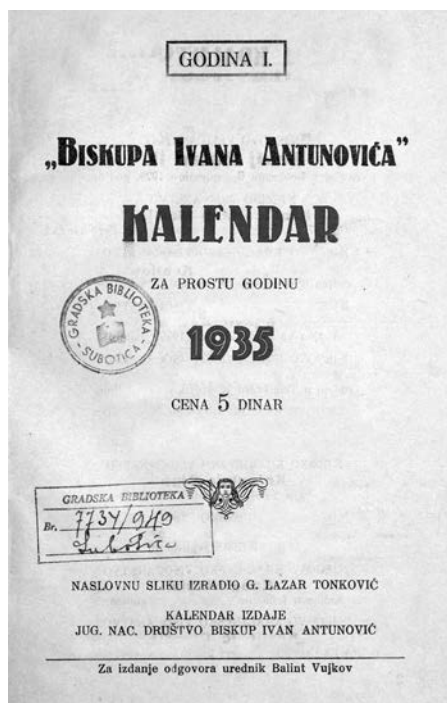 GODINA I.
„BISKUPA IVANA ANTUNOVIĆA”
KALENDAR
ZA PROSTU GODINU
GRADSKA BIBLIOTEKA
- SUBOTICA -
1935
CENA 5 DINAR
GRADSKA BIBLIOTEKA
Br. 7734/949
Subotica
NASLOVNU SLIKU IZRADIO G. LAZAR TONKOVIĆ
KALENDAR IZDAJE
JUG. NAC. DRUŠTVO BISKUP IVAN ANTUNOVIĆ
Za izdanje odgovora urednik Balint Vujkov